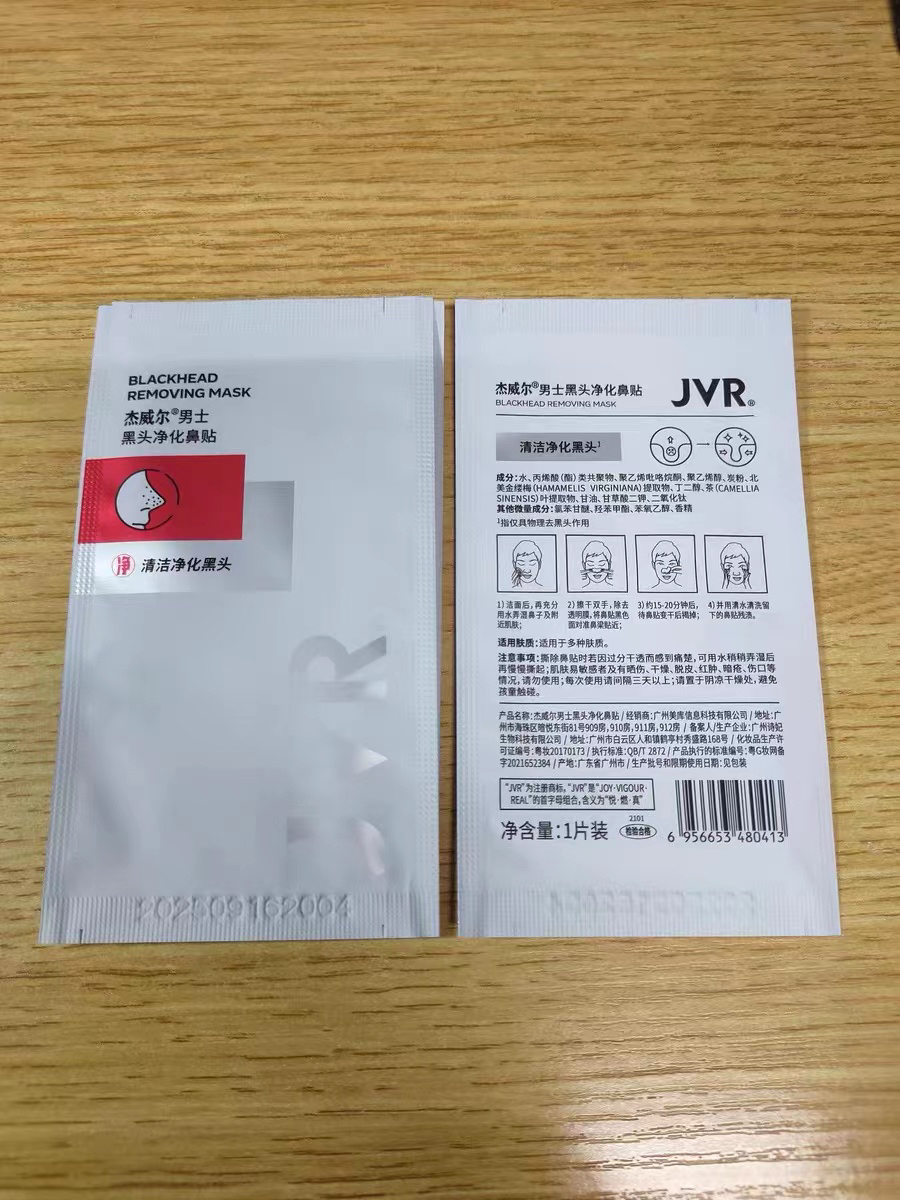 BLACKHEAD
REMOVING MASK
杰威尔®男士
黑头净化鼻贴
净 清洁净化黑头
R
202509162004
杰威尔®男士黑头净化鼻贴
BLACKHEAD REMOVING MASK
JVR®
清洁净化黑头¹
成分:水、丙烯酸(酯)类共聚物、聚乙烯吡咯烷酮、聚乙烯醇、炭粉、北
美金缕梅(HAMAMELIS VIRGINIANA)提取物、丁二醇、茶(CAMELLIA
SINENSIS)叶提取物、甘油、甘草酸二钾、二氧化钛
其他微量成分:氯苯甘醚、羟苯甲酯、苯氧乙醇、香精
¹指仅具物理去黑头作用
1)洁面后,再充分
用水弄湿鼻子及附
近肌肤;
2)擦干双手,除去
透明膜,将鼻贴黑色
面对准鼻梁贴近;
3)约15-20分钟后,
待鼻贴变干后揭掉;
4)并用清水清洗留
下的鼻贴残渍。
适用肤质:适用于多种肤质。
注意事项:撕除鼻贴时若因过分干透而感到痛楚,可用水稍稍弄湿后
再慢慢撕起;肌肤易敏感者及有晒伤、干燥、脱皮、红肿、暗疮、伤口等
情况,请勿使用;每次使用请间隔三天以上;请置于阴凉干燥处,避免
孩童触碰。
产品名称:杰威尔男士黑头净化鼻贴 / 经销商:广州美库信息科技有限公司 / 地址:广
州市海珠区暄悦东街81号909房,910房,911房,912房 / 备案人/生产企业:广州诗妃
生物科技有限公司 / 地址:广州市白云区人和镇鹤亭村秀盛路168号 / 化妆品生产许
可证编号:粤妆20170173 / 执行标准:QB/T 2872 / 产品执行的标准编号:粤G妆网备
字2021652384 / 产地:广东省广州市 / 生产批号和限期使用日期:见包装
“JVR”为注册商标,“JVR”是“JOY·VIGOUR·
REAL”的首字母组合,含义为“悦·燃·真”
净含量:1片装
2101
检验合格
6 956653 480413